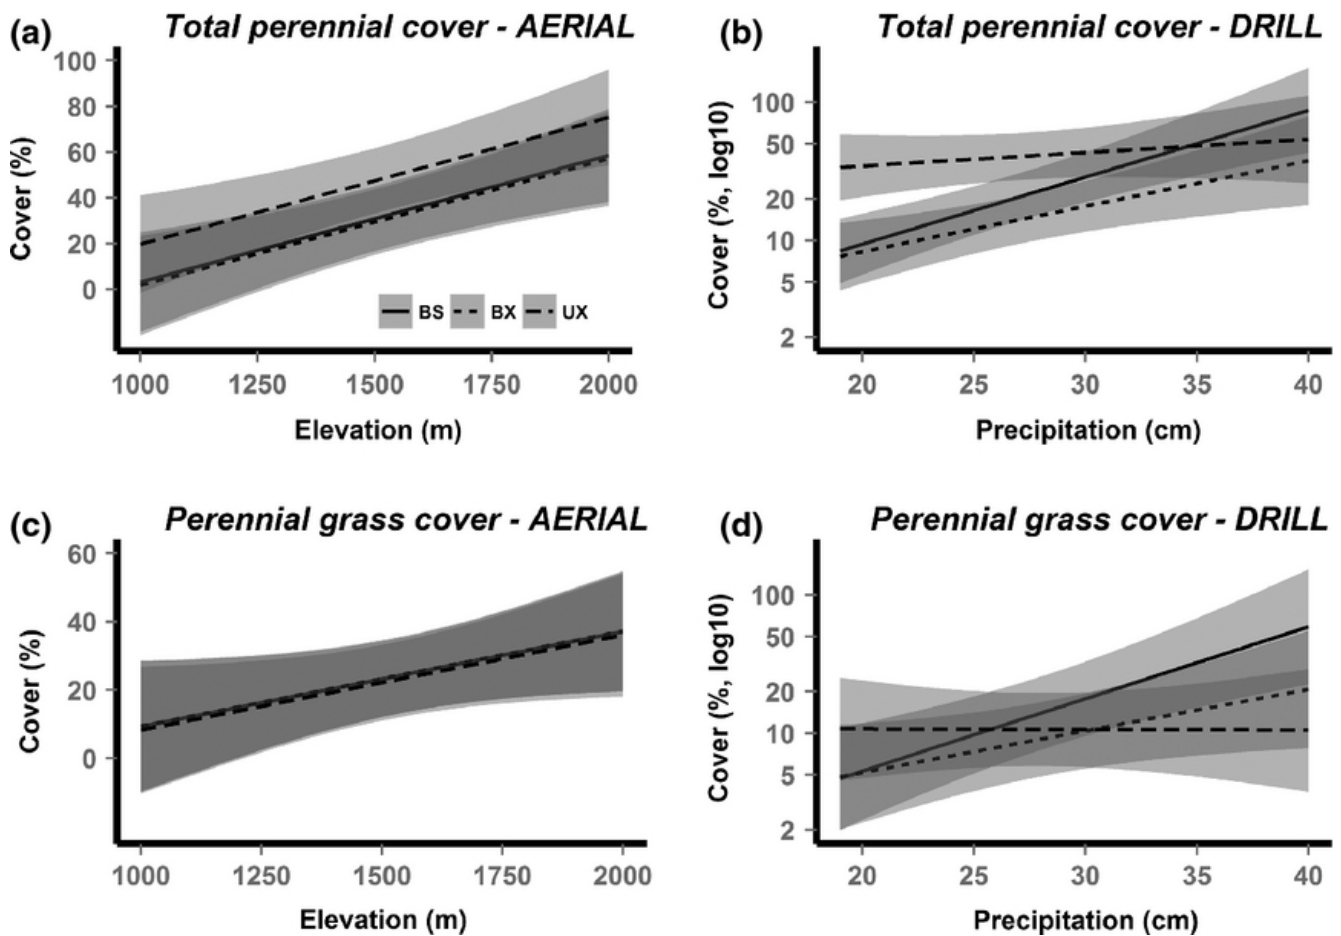 (a) Total perennial cover - AERIAL
Cover (%)
100
80
60
40
20
0
BS BX UX
1000 1250 1500 1750 2000
Elevation (m)
(b) Total perennial cover - DRILL
Cover (%, log10)
100
50
20
10
5
2
20 25 30 35 40
Precipitation (cm)
(c) Perennial grass cover - AERIAL
Cover (%)
60
40
20
0
1000 1250 1500 1750 2000
Elevation (m)
(d) Perennial grass cover - DRILL
Cover (%, log10)
100
50
20
10
5
2
20 25 30 35 40
Precipitation (cm)